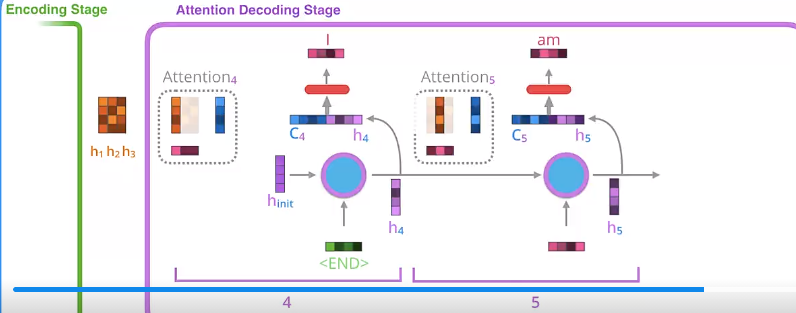 Encoding Stage
Attention Decoding Stage
I
am
Attention4
Attention5
h1 h2 h3
C4
h4
C5
h5
hinit
h4
h5
<END>
4
5